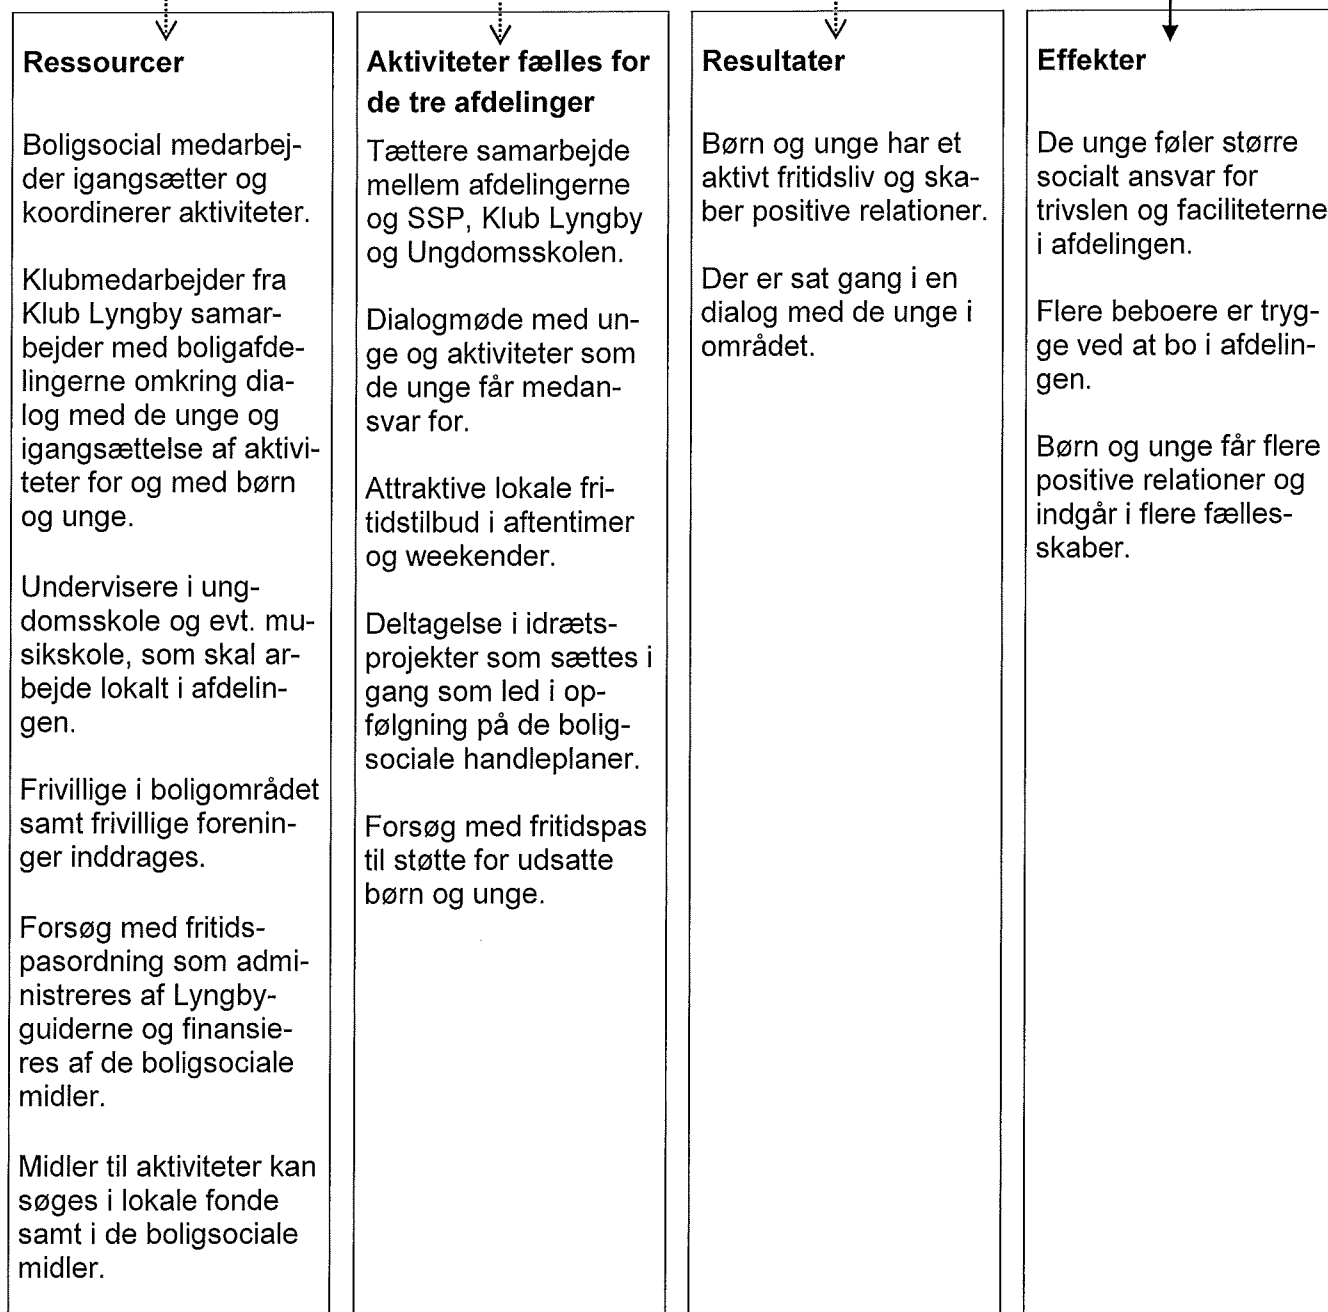 Ressourcer
Boligsocial medarbej-
der igangsætter og
koordinerer aktiviteter.
Klubmedarbejder fra
Klub Lyngby samar-
bejder med boligafde-
lingerne omkring dia-
log med de unge og
igangsættelse af aktivi-
teter for og med børn
og unge.
Undervisere i ung-
domsskole og evt. mu-
sikskole, som skal ar-
bejde lokalt i afdelin-
gen.
Frivillige i boligområdet
samt frivillige forenin-
ger inddrages.
Forsøg med fritids-
pasordning som admi-
nistreres af Lyngby-
guiderne og finansie-
res af de boligsociale
midler.
Midler til aktiviteter kan
søges i lokale fonde
samt i de boligsociale
midler.
Aktiviteter fælles for
de tre afdelinger
Tættere samarbejde
mellem afdelingerne
og SSP, Klub Lyngby
og Ungdomsskolen.
Dialogmøde med un-
ge og aktiviteter som
de unge får medan-
svar for.
Attraktive lokale fri-
tidstilbud i aftentimer
og weekender.
Deltagelse i idræts-
projekter som sættes i
gang som led i op-
følgning på de bolig-
sociale handleplaner.
Forsøg med fritidspas
til støtte for udsatte
børn og unge.
Resultater
Børn og unge har et
aktivt fritidsliv og ska-
ber positive relationer.
Der er sat gang i en
dialog med de unge i
området.
Effekter
De unge føler større
socialt ansvar for
trivslen og faciliteterne
i afdelingen.
Flere beboere er tryg-
ge ved at bo i afdelin-
gen.
Børn og unge får flere
positive relationer og
indgår i flere fælles-
skaber.